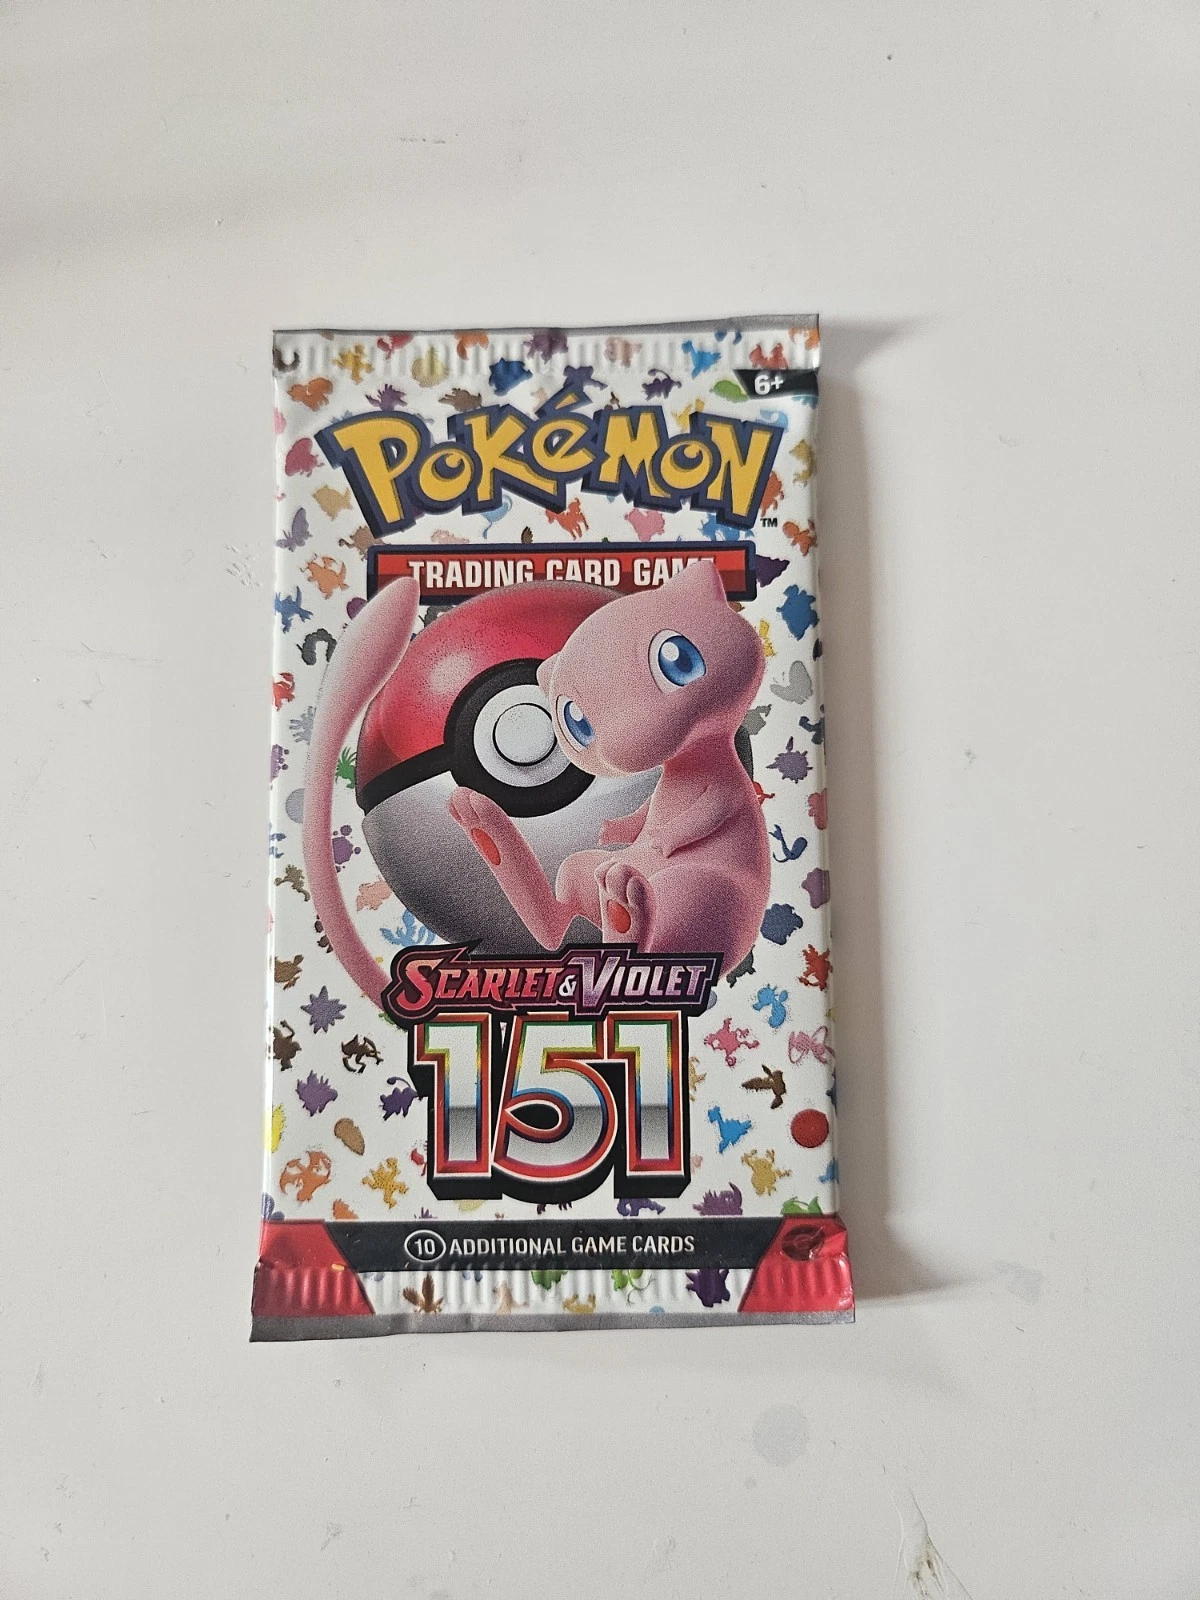 6+
POKéMON
TM
TRADING CARD GAME
SCARLET & VIOLET
151
10 ADDITIONAL GAME CARDS